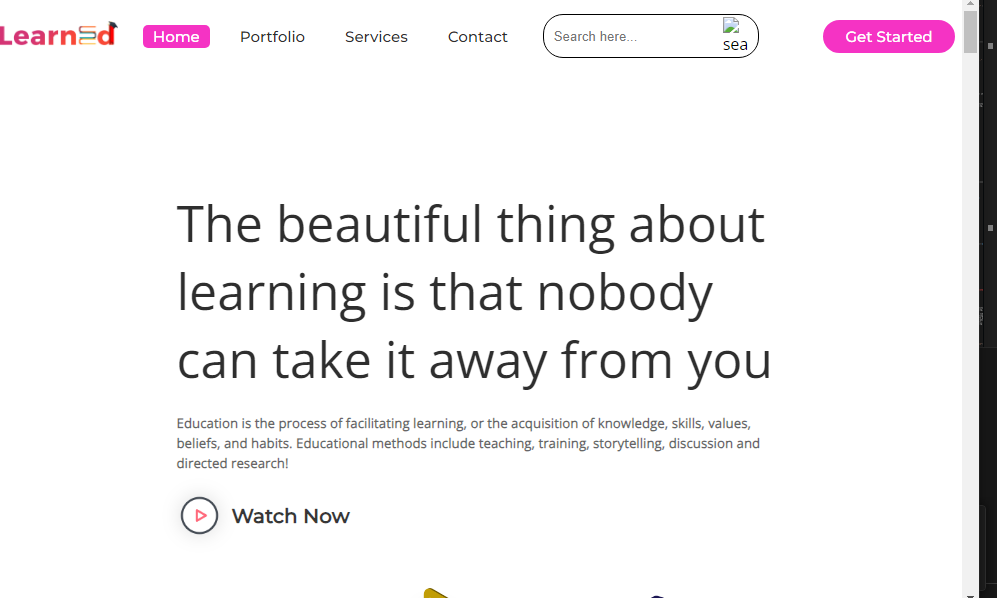 Learned
Home
Portfolio
Services
Contact
Search here...
sea
Get Started
The beautiful thing about
learning is that nobody
can take it away from you
Education is the process of facilitating learning, or the acquisition of knowledge, skills, values,
beliefs, and habits. Educational methods include teaching, training, storytelling, discussion and
directed research!
Watch Now